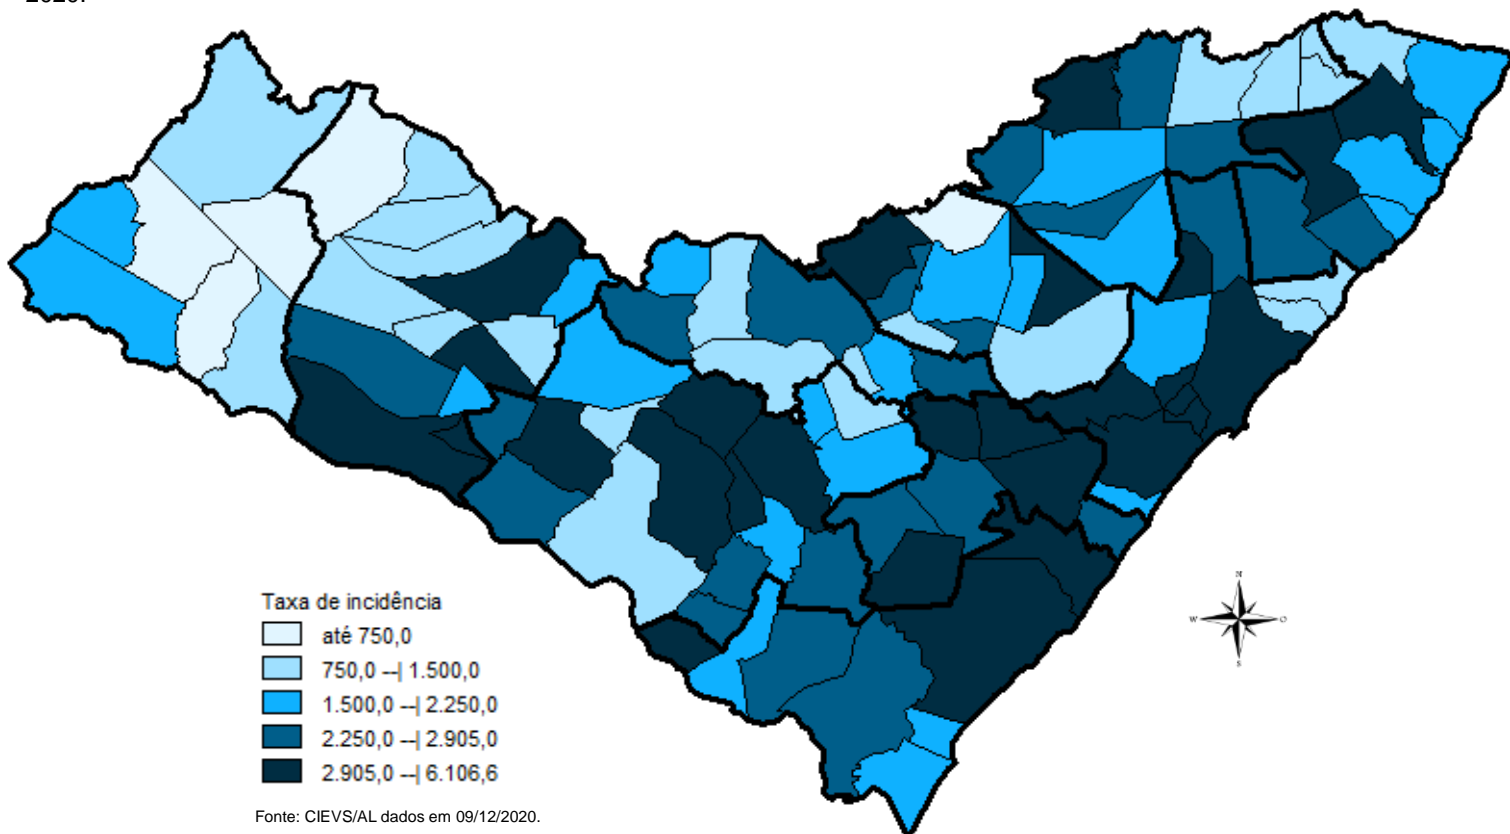 2020.
Taxa de incidência
até 750,0
750,0 --| 1.500,0
1.500,0 --| 2.250,0
2.250,0 --| 2.905,0
2.905,0 --| 6.106,6
Fonte: CIEVS/AL dados em 09/12/2020.
N
W
O
S